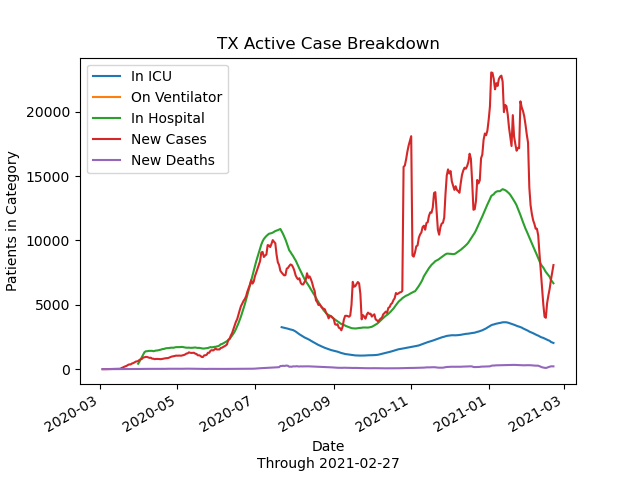 TX Active Case Breakdown
In ICU
On Ventilator
In Hospital
New Cases
New Deaths
Patients in Category
20000
15000
10000
5000
0
2020-03
2020-05
2020-07
2020-09
2020-11
2021-01
2021-03
Date
Through 2021-02-27